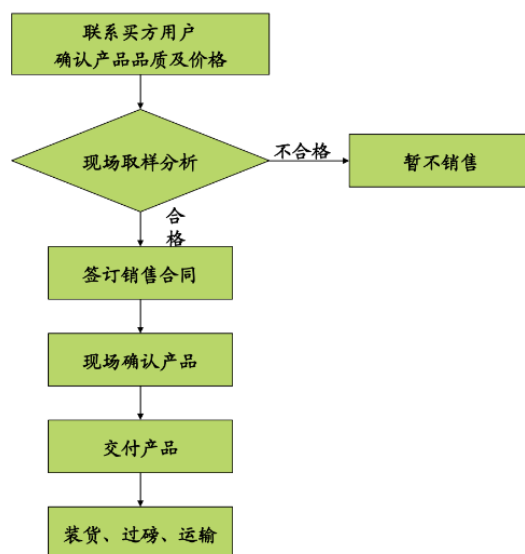 联系买方用户
确认产品品质及价格
现场取样分析
不合格
暂不销售
合
格
签订销售合同
现场确认产品
交付产品
装货、过磅、运输